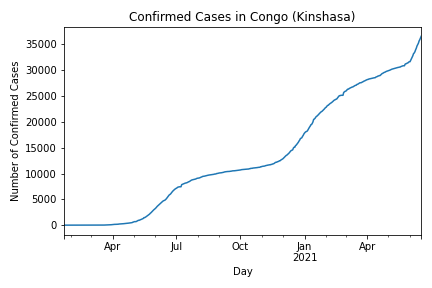 Confirmed Cases in Congo (Kinshasa)
Number of Confirmed Cases
35000
30000
25000
20000
15000
10000
5000
0
Apr
Jul
Oct
Jan
2021
Apr
Day